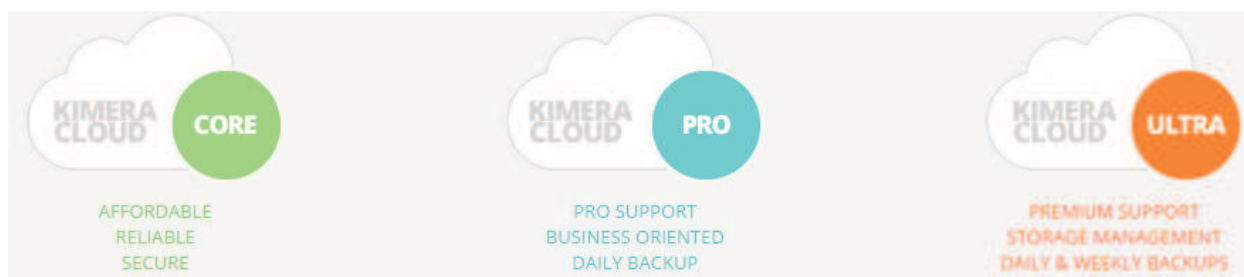 KIMERA
CLOUD
CORE
AFFORDABLE
RELIABLE
SECURE
KIMERA
CLOUD
PRO
PRO SUPPORT
BUSINESS ORIENTED
DAILY BACKUP
KIMERA
CLOUD
ULTRA
PREMIUM SUPPORT
STORAGE MANAGEMENT
DAILY & WEEKLY BACKUPS